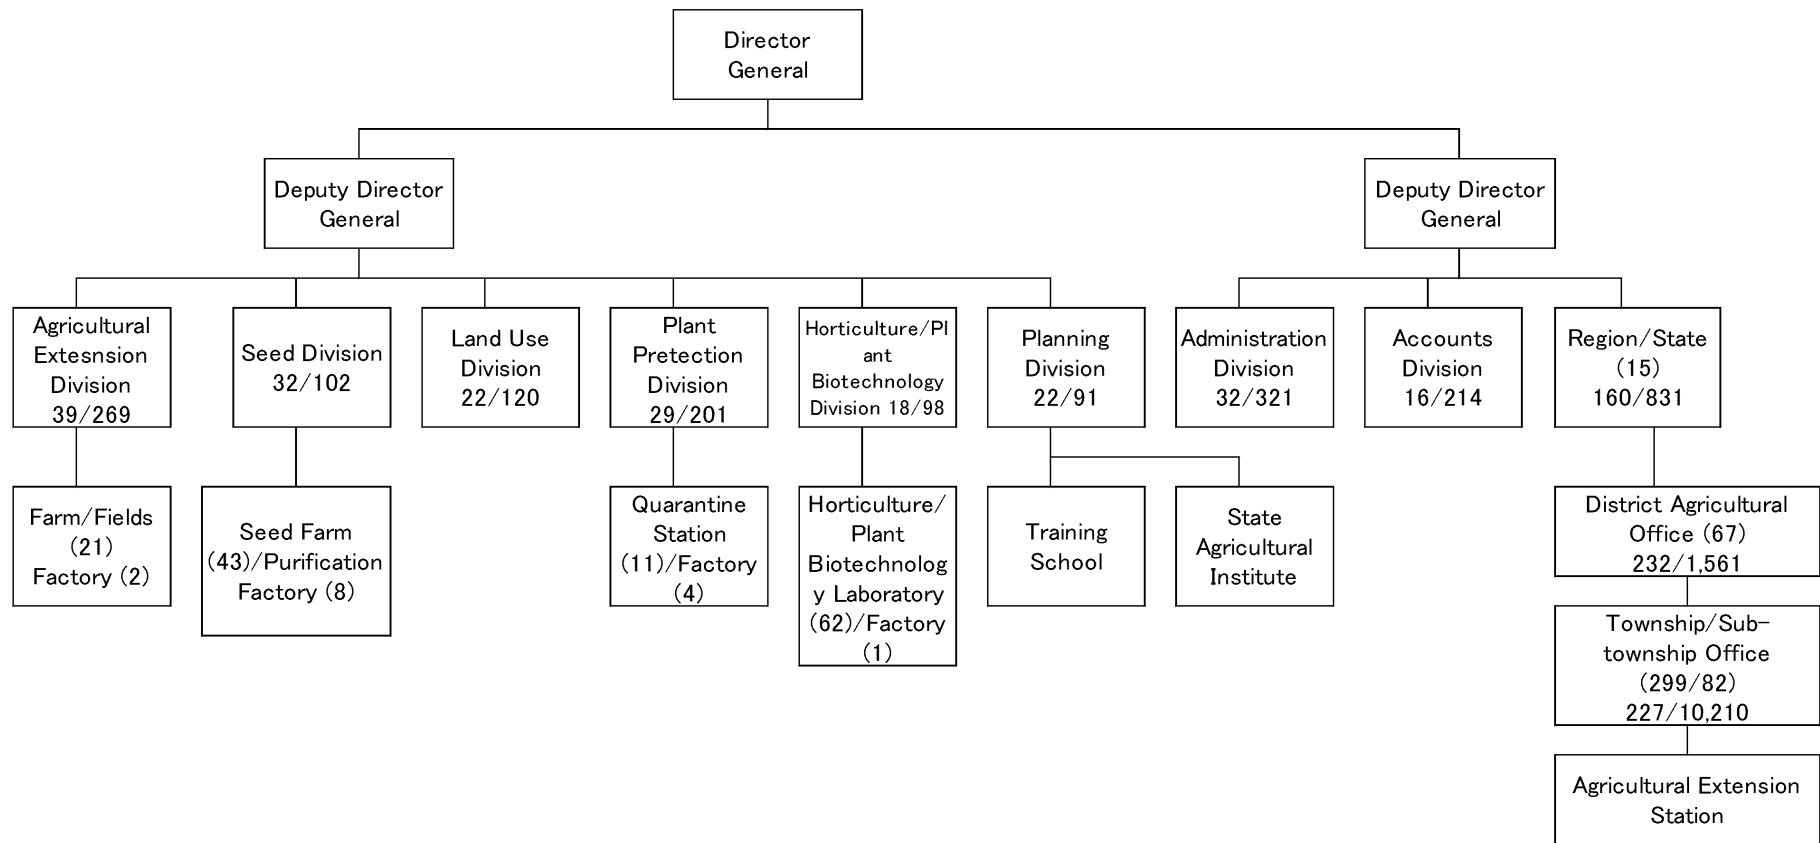 Director
General
Deputy Director
General
Deputy Director
General
Agricultural
Extesnsion
Division
39/269
Seed Division
32/102
Land Use
Division
22/120
Plant
Pretection
Division
29/201
Horticulture/Pl
ant
Biotechnology
Division 18/98
Planning
Division
22/91
Administration
Division
32/321
Accounts
Division
16/214
Region/State
(15)
160/831
Farm/Fields
(21)
Factory (2)
Seed Farm
(43)/Purification
Factory (8)
Quarantine
Station
(11)/Factory
(4)
Horticulture/
Plant
Biotechnolog
y Laboratory
(62)/Factory
(1)
Training
School
State
Agricultural
Institute
District Agricultural
Office (67)
232/1,561
Township/Sub-
township Office
(299/82)
227/10,210
Agricultural Extension
Station